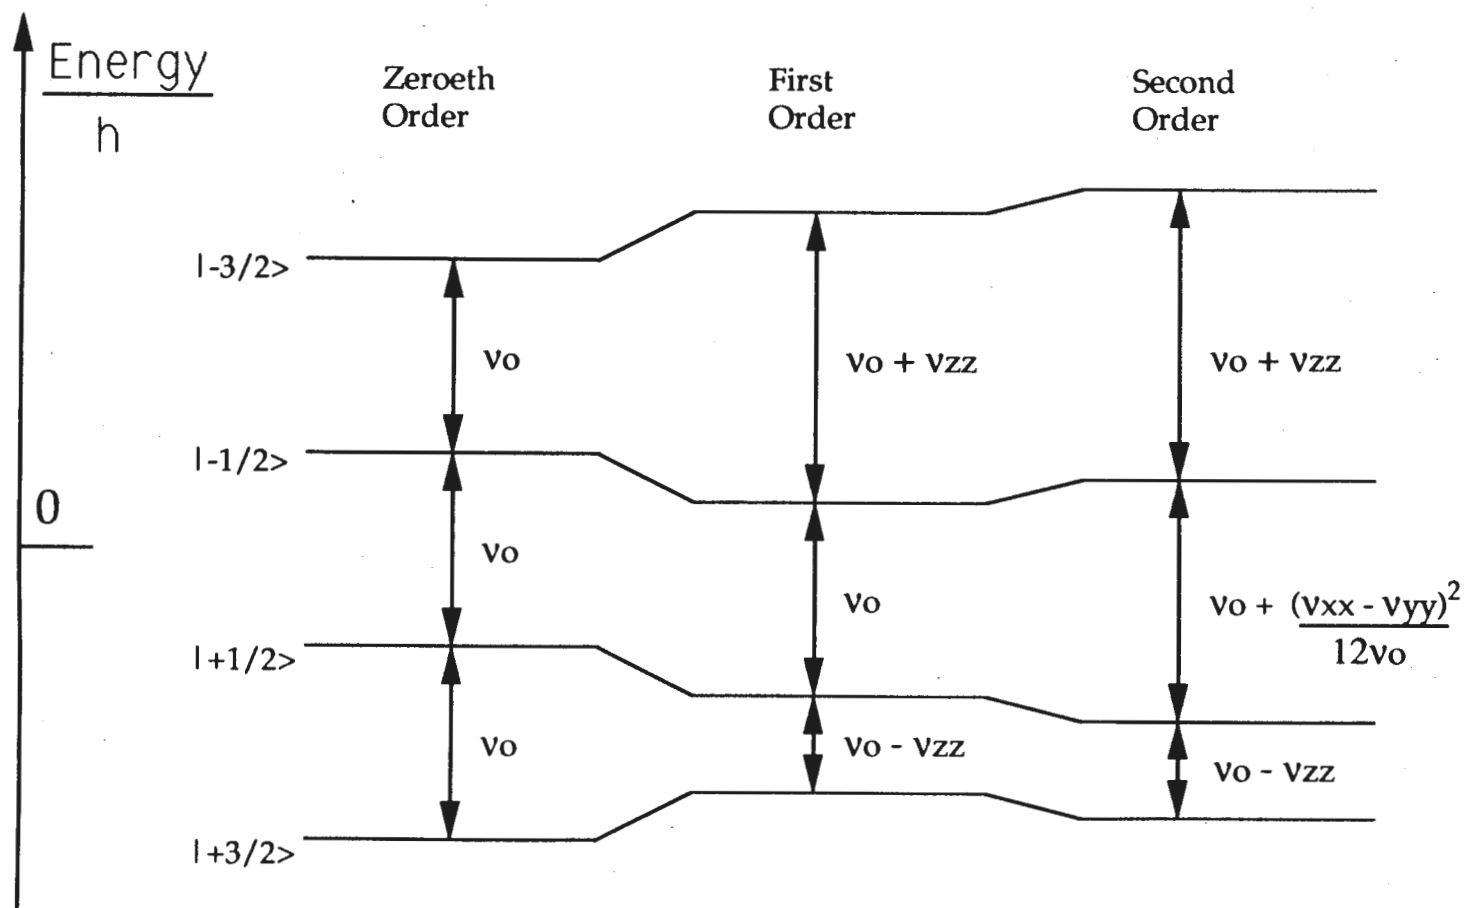 Energy
h
Zeroeth
Order
First
Order
Second
Order
|-3/2>
νo
νo + νzz
νo + νzz
|-1/2>
0
νo
νo
νo + (νxx - νyy)²
12νo
|+1/2>
νo
νo - νzz
νo - νzz
|+3/2>